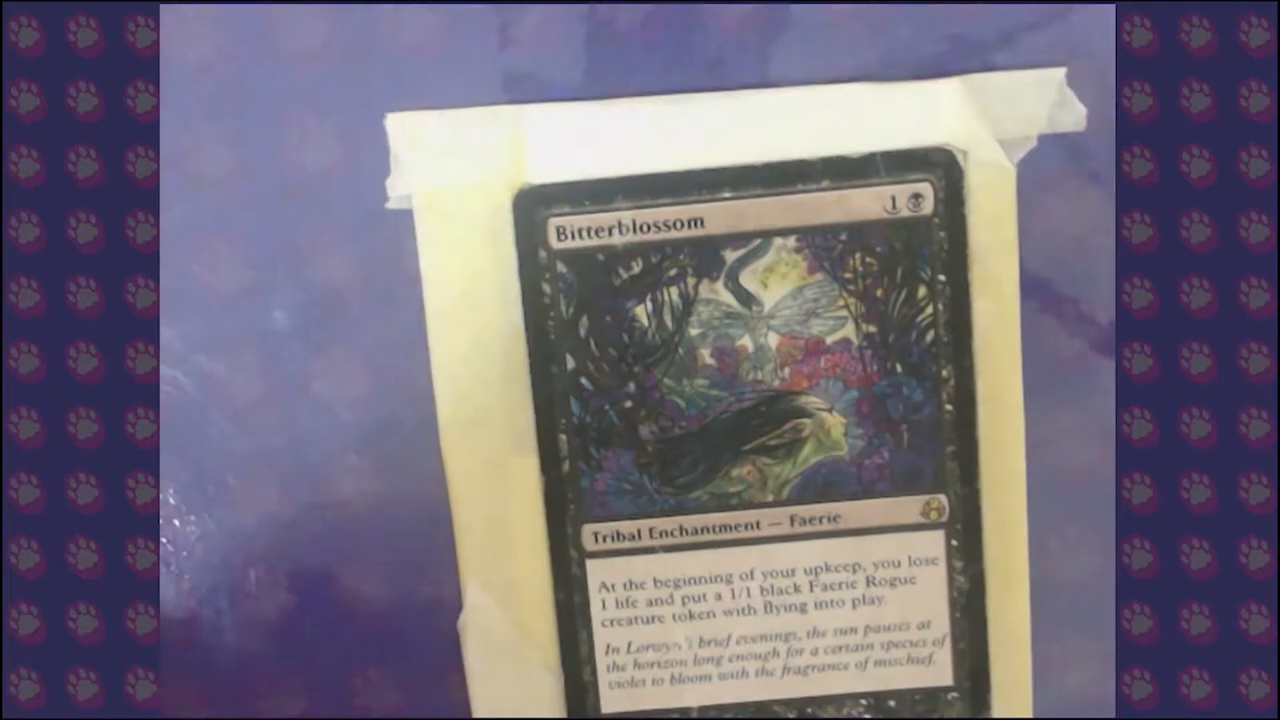 Bitterblossom 1
Tribal Enchantment — Faerie
At the beginning of your upkeep, you lose
1 life and put a 1/1 black Faerie Rogue
creature token with flying into play.
In Lorwyn's brief evenings, the sun pauses at
the horizon long enough for a certain species of
violet to bloom with the fragrance of mischief.